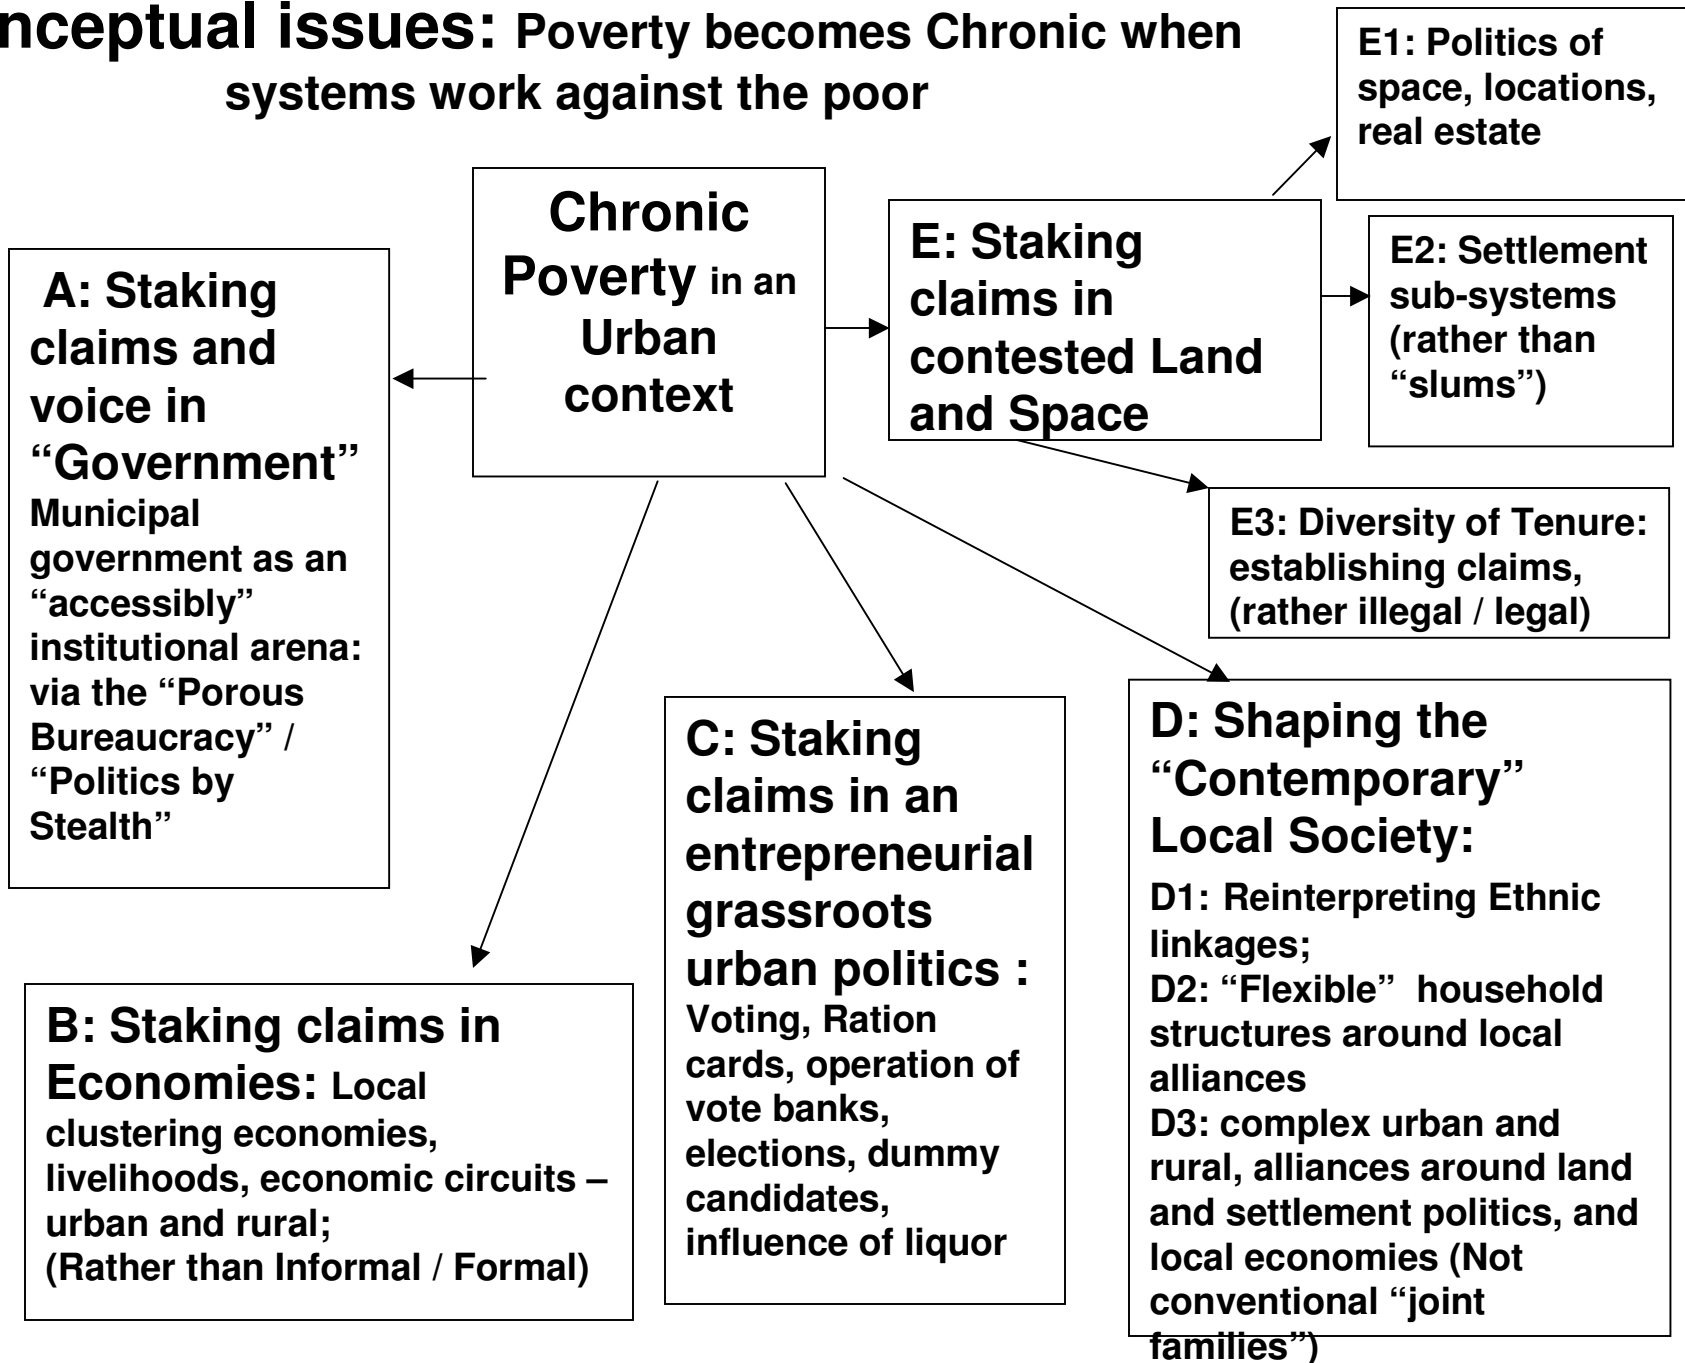 nceptual issues: Poverty becomes Chronic when
systems work against the poor
Chronic
Poverty in an
Urban
context
A: Staking
claims and
voice in
“Government”
Municipal
government as an
“accessibly”
institutional arena:
via the “Porous
Bureaucracy” /
“Politics by
Stealth”
B: Staking claims in
Economies: Local
clustering economies,
livelihoods, economic circuits –
urban and rural;
(Rather than Informal / Formal)
C: Staking
claims in an
entrepreneurial
grassroots
urban politics :
Voting, Ration
cards, operation of
vote banks,
elections, dummy
candidates,
influence of liquor
D: Shaping the
“Contemporary”
Local Society:
D1: Reinterpreting Ethnic
linkages;
D2: “Flexible” household
structures around local
alliances
D3: complex urban and
rural, alliances around land
and settlement politics, and
local economies (Not
conventional “joint
families”)
E: Staking
claims in
contested Land
and Space
E1: Politics of
space, locations,
real estate
E2: Settlement
sub-systems
(rather than
“slums”)
E3: Diversity of Tenure:
establishing claims,
(rather illegal / legal)